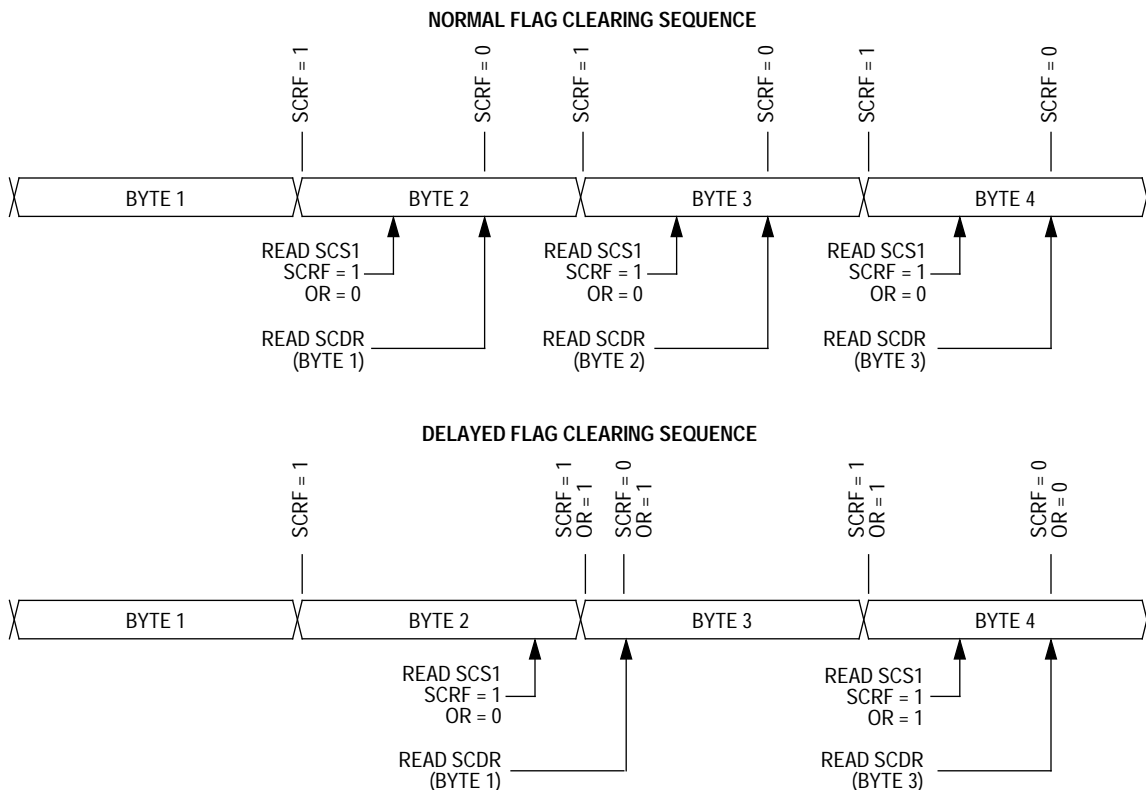 NORMAL FLAG CLEARING SEQUENCE
SCRF = 1
SCRF = 0
SCRF = 1
SCRF = 0
SCRF = 1
SCRF = 0
BYTE 1
BYTE 2
BYTE 3
BYTE 4
READ SCS1
SCRF = 1
OR = 0
READ SCDR
(BYTE 1)
READ SCS1
SCRF = 1
OR = 0
READ SCDR
(BYTE 2)
READ SCS1
SCRF = 1
OR = 0
READ SCDR
(BYTE 3)
DELAYED FLAG CLEARING SEQUENCE
SCRF = 1
SCRF = 1
OR = 1
SCRF = 0
OR = 1
SCRF = 1
OR = 1
SCRF = 0
OR = 0
BYTE 1
BYTE 2
BYTE 3
BYTE 4
READ SCS1
SCRF = 1
OR = 0
READ SCDR
(BYTE 1)
READ SCS1
SCRF = 1
OR = 1
READ SCDR
(BYTE 3)